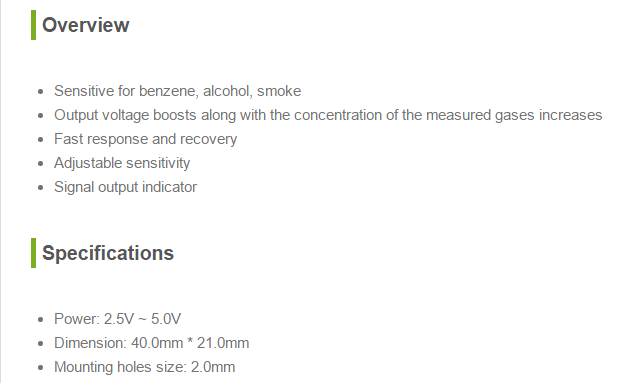 Overview
Sensitive for benzene, alcohol, smoke
Output voltage boosts along with the concentration of the measured gases increases
Fast response and recovery
Adjustable sensitivity
Signal output indicator
Specifications
Power: 2.5V ~ 5.0V
Dimension: 40.0mm * 21.0mm
Mounting holes size: 2.0mm